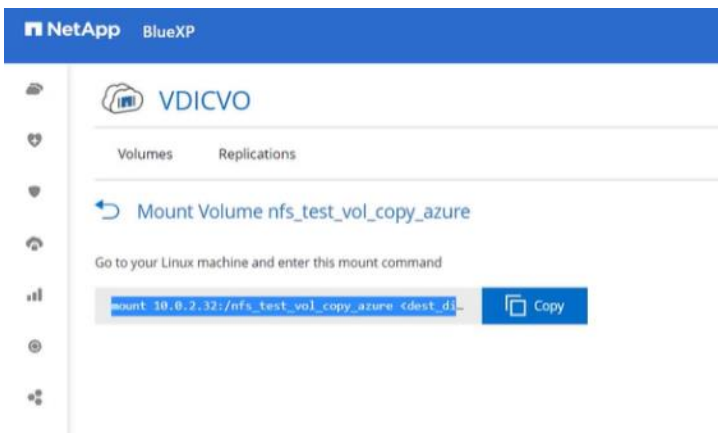 NetApp BlueXP
VDICVO
Volumes Replications
Mount Volume nfs_test_vol_copy_azure
Go to your Linux machine and enter this mount command
mount 10.0.2.32:/nfs_test_vol_copy_azure <dest_di… Copy